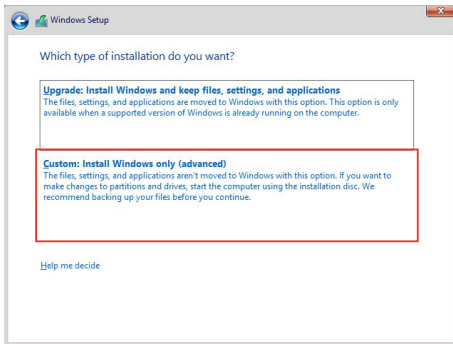 Windows Setup
Which type of installation do you want?
Upgrade: Install Windows and keep files, settings, and applications
The files, settings, and applications are moved to Windows with this option. This option is only
available when a supported version of Windows is already running on the computer.
Custom: Install Windows only (advanced)
The files, settings, and applications aren't moved to Windows with this option. If you want to
make changes to partitions and drives, start the computer using the installation disc. We
recommend backing up your files before you continue.
Help me decide